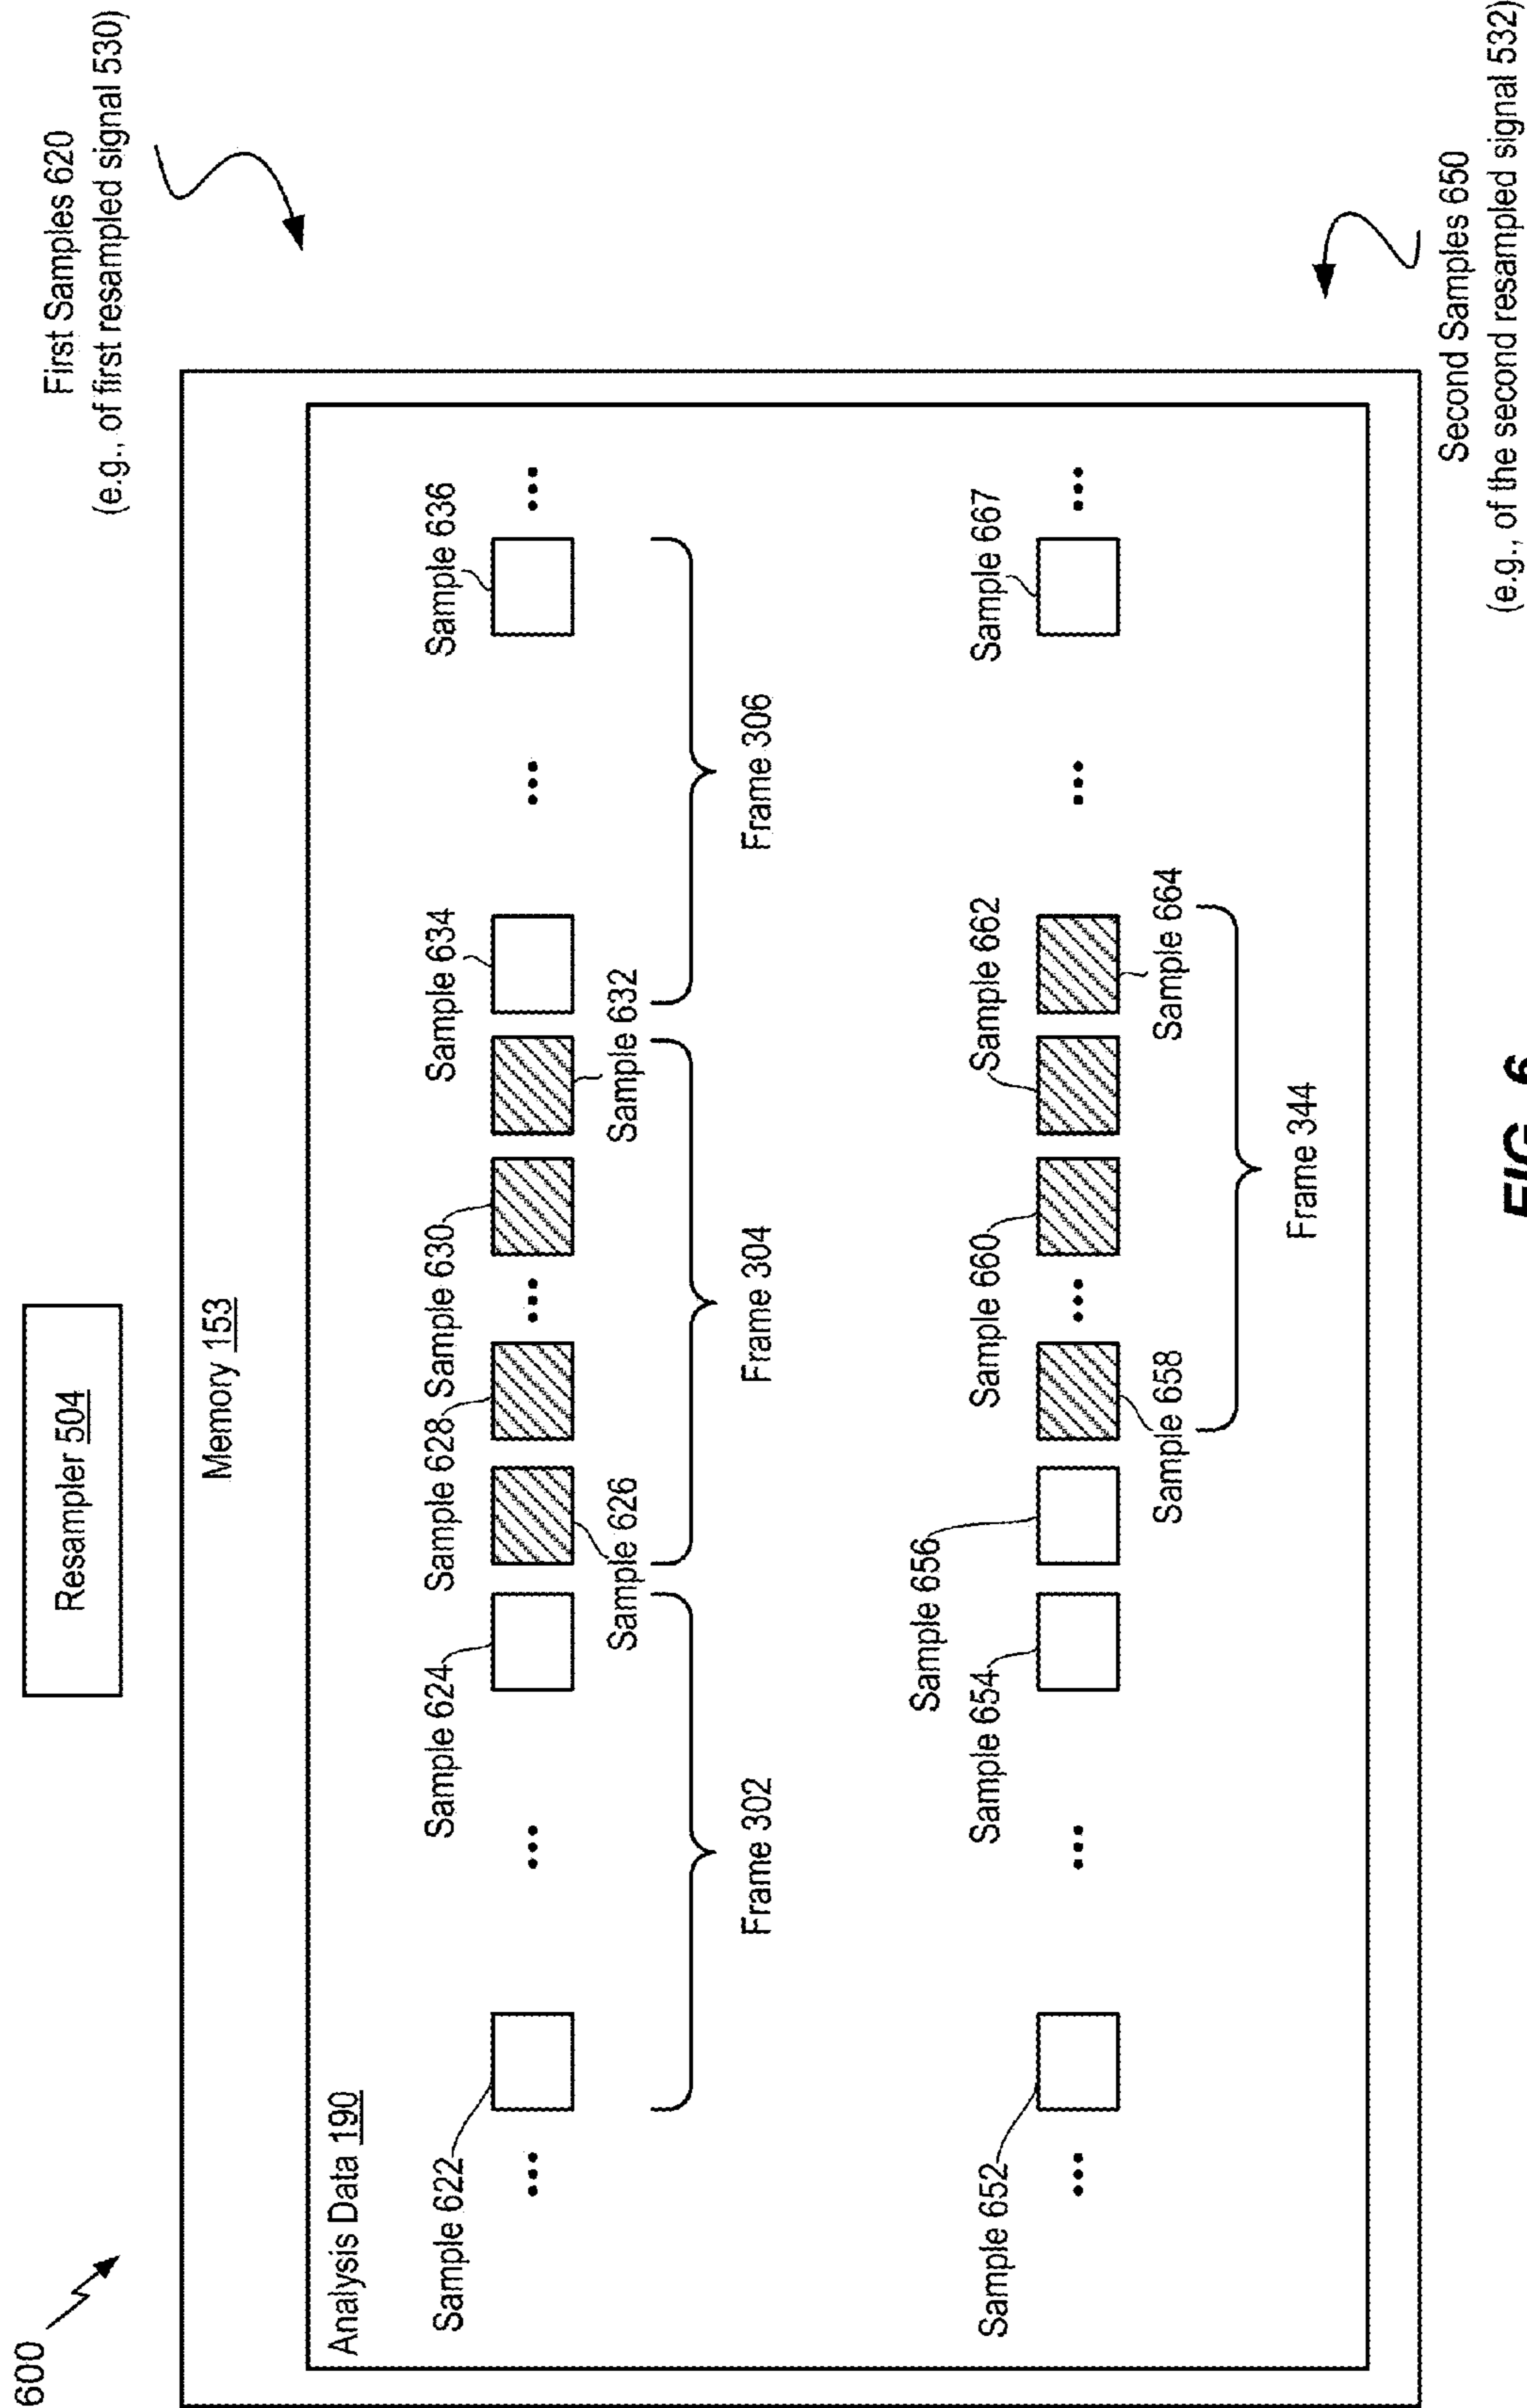 600
Resampler 504
First Samples 620
(e.g., of first resampled signal 530)
Memory 153
Analysis Data 190
Sample 622
Sample 624
Sample 628
Sample 630
Sample 634
Sample 636
...
...
...
...
...
Sample 626
Sample 632
Frame 302
Frame 304
Frame 306
Sample 656
Sample 652
Sample 654
Sample 660
Sample 662
Sample 667
...
...
...
...
...
Sample 658
Sample 664
Frame 344
Second Samples 650
(e.g., of the second resampled signal 532)
FIG. 6